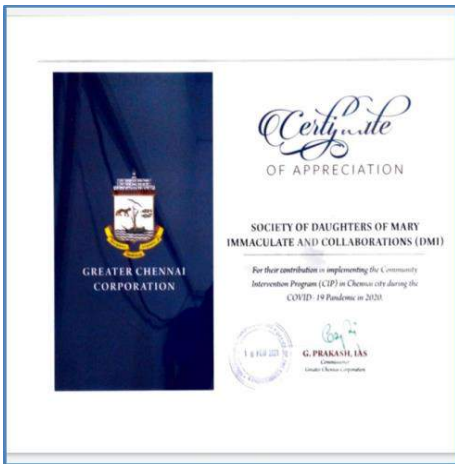 Certificate
OF APPRECIATION
SOCIETY OF DAUGHTERS OF MARY
IMMACULATE AND COLLABORATIONS (DMI)
For their contribution in implementing the Community
Intervention Program (CIP) in Chennai city during the
COVID-19 Pandemic in 2020.
G. PRAKASH, IAS
Commissioner
Greater Chennai Corporation
GREATER CHENNAI
CORPORATION